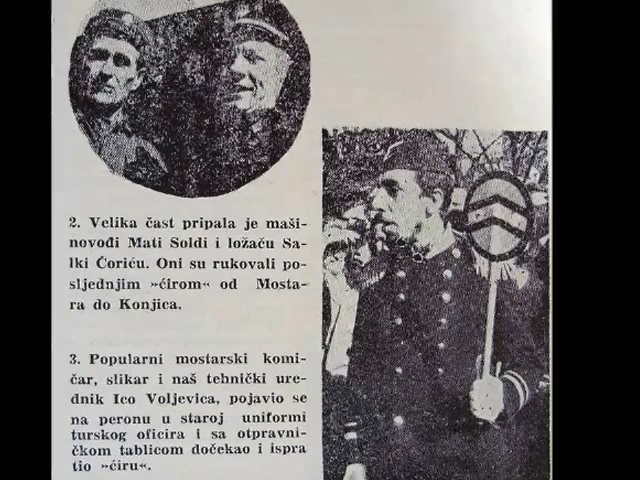 2. Velika čast pripala je maši-
novođi Mati Soldi i ložaču Sa-
lki Ćoriću. Oni su rukovali po-
sljednjim »ćirom« od Mosta-
ra do Konjica.
3. Popularni mostarski komi-
čar, slikar i naš tehnički ure-
dnik Ico Voljevica, pojavio se
na peronu u staroj uniformi
turskog oficira i sa otpravni-
čkom tablicom dočekao i ispra
tio »ćiru«.